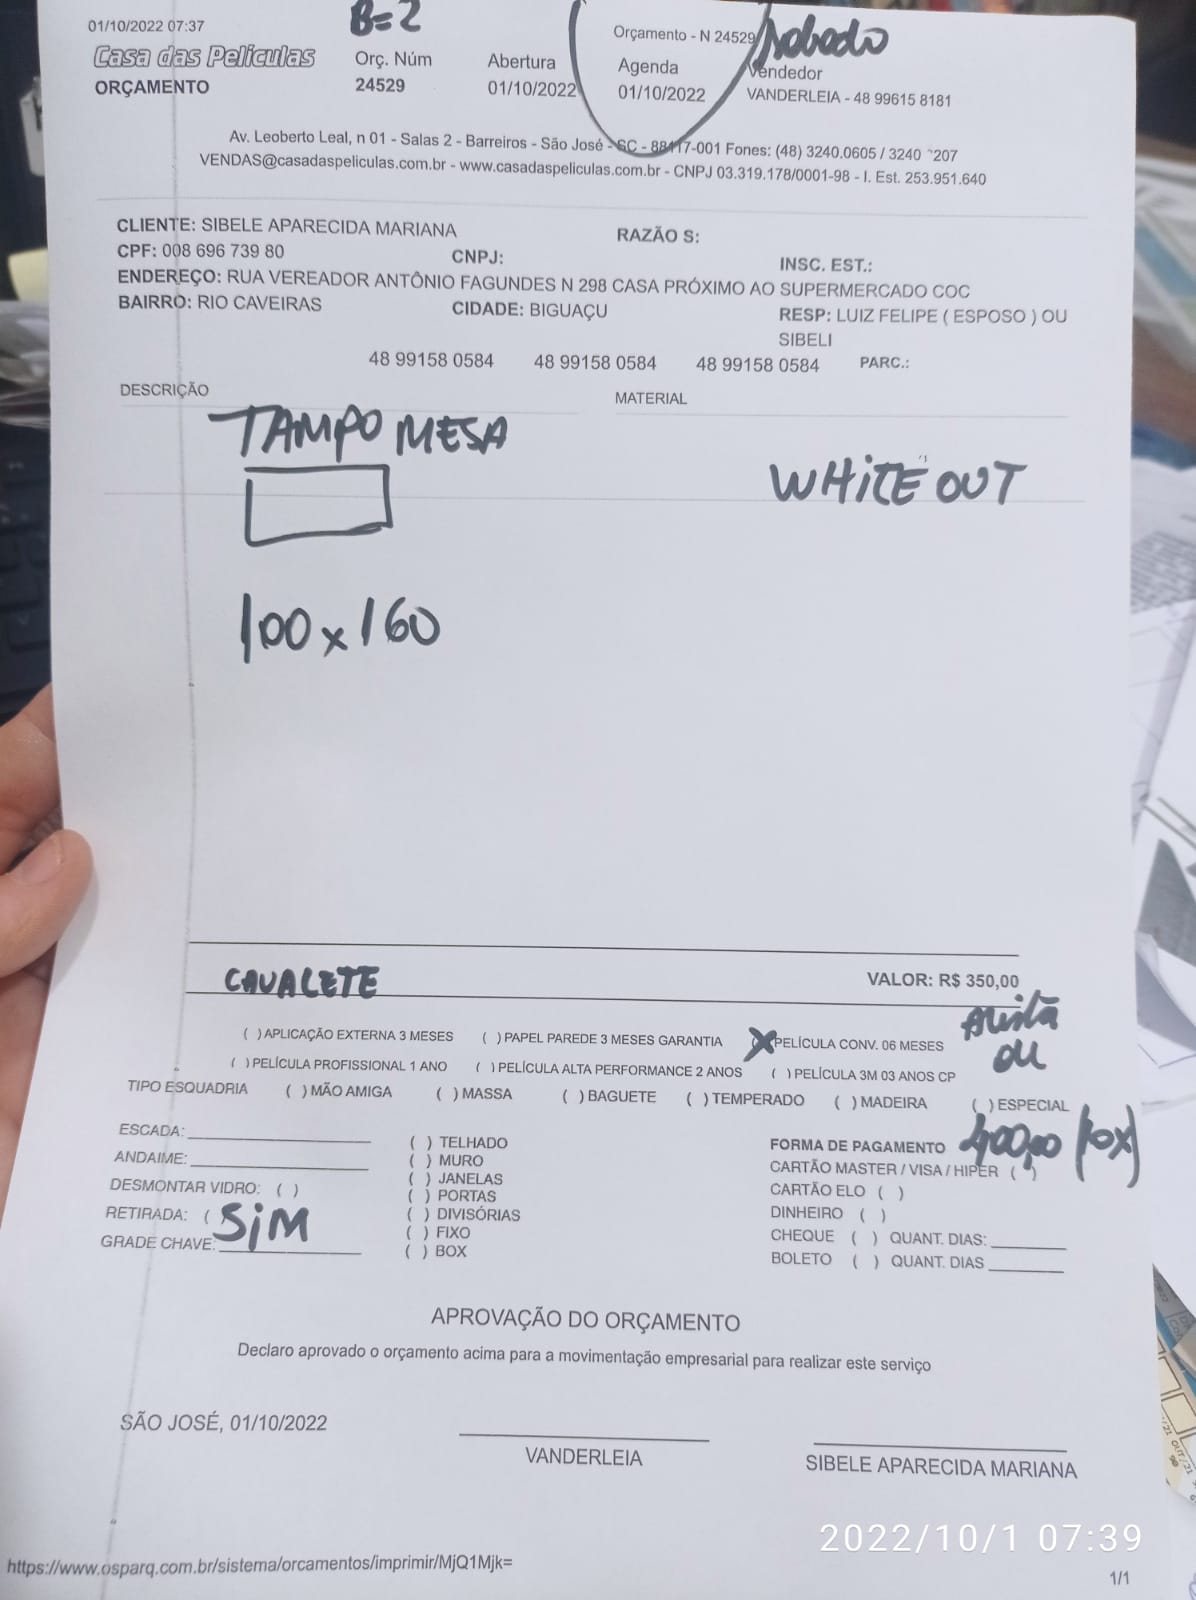 01/10/2022 07:37
B=2
Orçamento - N 24529
Casa das Películas
Orç. Núm
Abertura
Agenda
Vendedor
ORÇAMENTO
24529
01/10/2022
01/10/2022
VANDERLEIA - 48 99615 8181
Av. Leoberto Leal, n 01 - Salas 2 - Barreiros - São José - SC - 88117-001 Fones: (48) 3240.0605 / 3240 207
VENDAS@casadaspeliculas.com.br - www.casadaspeliculas.com.br - CNPJ 03.319.178/0001-98 - I. Est. 253.951.640
CLIENTE: SIBELE APARECIDA MARIANA
RAZÃO S:
CPF: 008 696 739 80
CNPJ:
INSC. EST.:
ENDEREÇO: RUA VEREADOR ANTÔNIO FAGUNDES N 298 CASA PRÓXIMO AO SUPERMERCADO COC
BAIRRO: RIO CAVEIRAS
CIDADE: BIGUAÇU
RESP: LUIZ FELIPE ( ESPOSO ) OU
SIBELI
48 99158 0584 48 99158 0584 48 99158 0584 PARC.:
DESCRIÇÃO
MATERIAL
TAMPO MESA
WHITE OUT
100 x 160
CAVALETE
VALOR: R$ 350,00
( ) APLICAÇÃO EXTERNA 3 MESES ( ) PAPEL PAREDE 3 MESES GARANTIA (X) PELÍCULA CONV. 06 MESES
ou
( ) PELÍCULA PROFISSIONAL 1 ANO ( ) PELÍCULA ALTA PERFORMANCE 2 ANOS ( ) PELÍCULA 3M 03 ANOS CP
TIPO ESQUADRIA ( ) MÃO AMIGA ( ) MASSA ( ) BAGUETE ( ) TEMPERADO ( ) MADEIRA ( ) ESPECIAL
ESCADA:
( ) TELHADO
FORMA DE PAGAMENTO
400,00 (10x)
ANDAIME:
( ) MURO
CARTÃO MASTER / VISA / HIPER ( )
( ) JANELAS
DESMONTAR VIDRO: ( )
( ) PORTAS
CARTÃO ELO ( )
RETIRADA: ( SIM
( ) DIVISÓRIAS
DINHEIRO ( )
GRADE CHAVE:
( ) FIXO
CHEQUE ( ) QUANT. DIAS:
( ) BOX
BOLETO ( ) QUANT. DIAS
APROVAÇÃO DO ORÇAMENTO
Declaro aprovado o orçamento acima para a movimentação empresarial para realizar este serviço
SÃO JOSÉ, 01/10/2022
VANDERLEIA
SIBELE APARECIDA MARIANA
2022/10/1 07:39
https://www.osparq.com.br/sistema/orcamentos/imprimir/MjQ1Mjk=
1/1